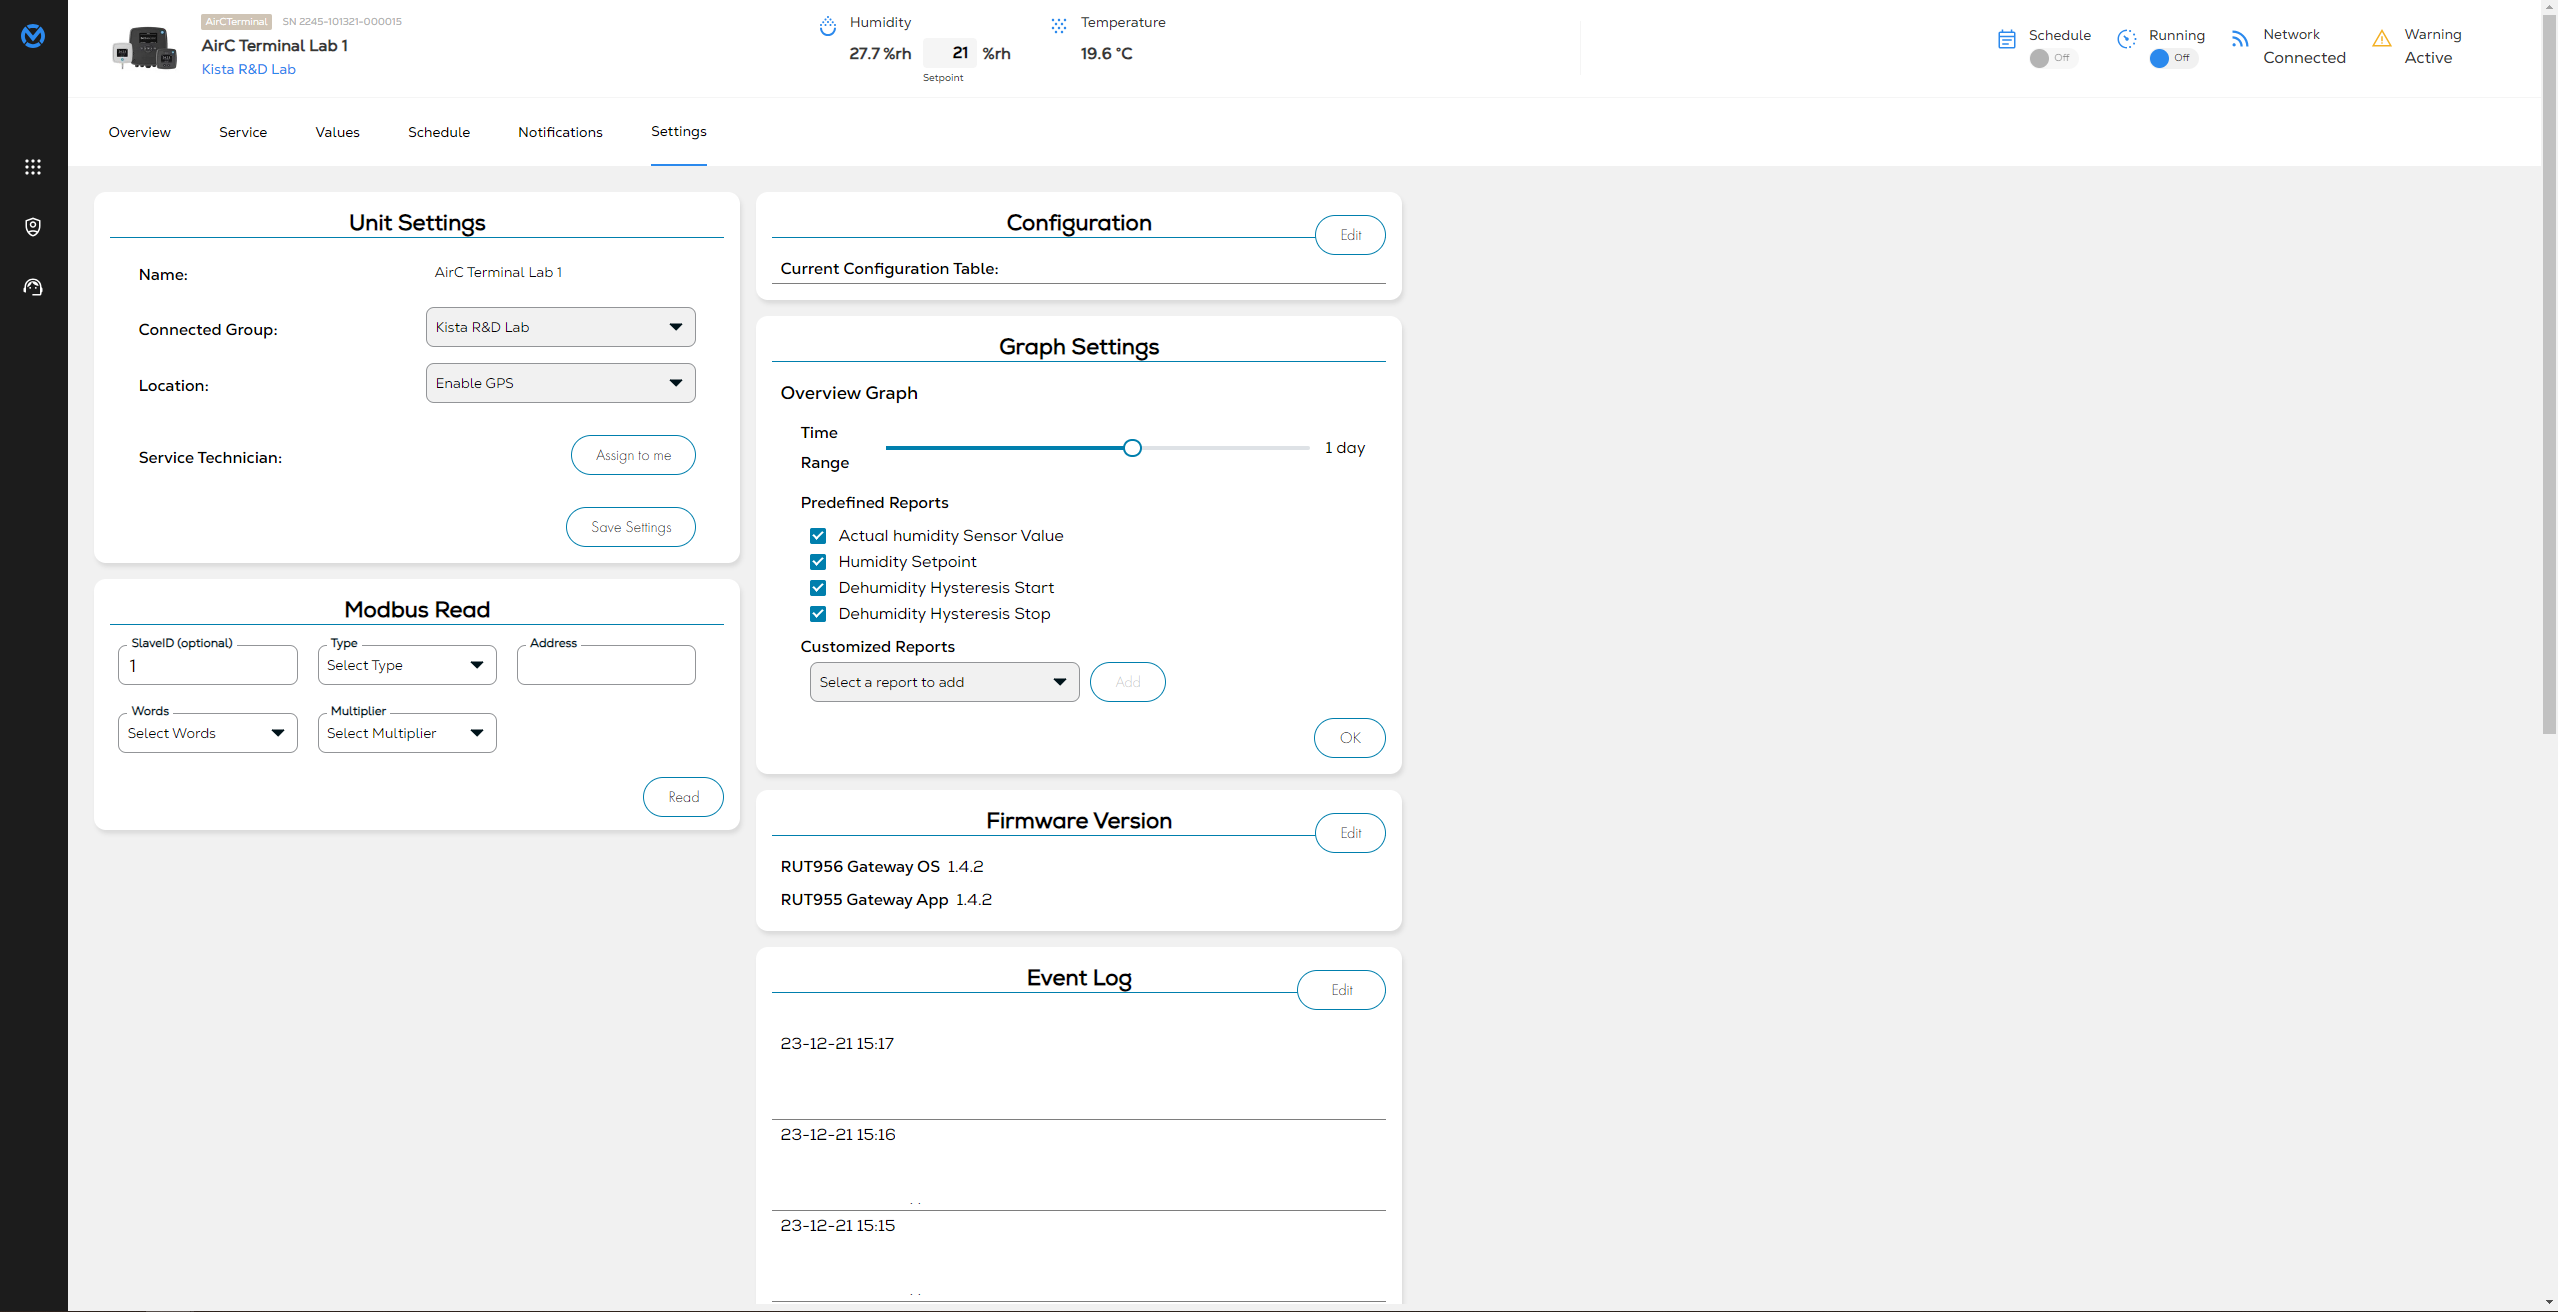 AirCTerminal SN 2245-101321-000015
AirC Terminal Lab 1
Kista R&D Lab
Humidity
27.7 %rh 21 %rh
Setpoint
Temperature
19.6 °C
Schedule
Off
Running
Off
Network
Connected
Warning
Active
Overview Service Values Schedule Notifications Settings
Unit Settings
Name: AirC Terminal Lab 1
Connected Group: Kista R&D Lab
Location: Enable GPS
Service Technician: Assign to me
Save Settings
Modbus Read
SlaveID (optional) Type Address
1 Select Type
Words Multiplier
Select Words Select Multiplier
Read
Configuration
Edit
Current Configuration Table:
Graph Settings
Overview Graph
Time
Range
1 day
Predefined Reports
Actual humidity Sensor Value
Humidity Setpoint
Dehumidity Hysteresis Start
Dehumidity Hysteresis Stop
Customized Reports
Select a report to add Add
OK
Firmware Version
Edit
RUT956 Gateway OS 1.4.2
RUT955 Gateway App 1.4.2
Event Log
Edit
23-12-21 15:17
23-12-21 15:16
23-12-21 15:15